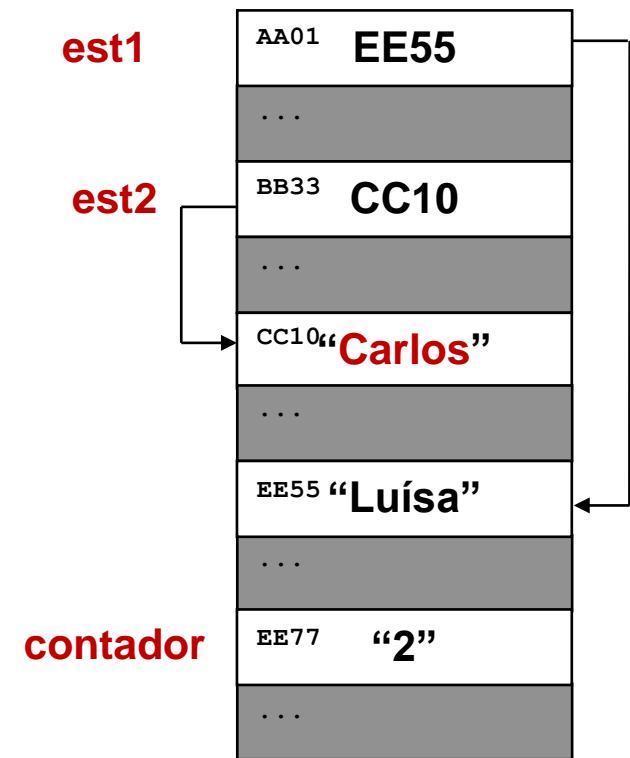 est1 AA01 EE55
...
est2 BB33 CC10
...
CC10 “Carlos”
...
EE55 “Luísa”
...
contador EE77 “2”
...